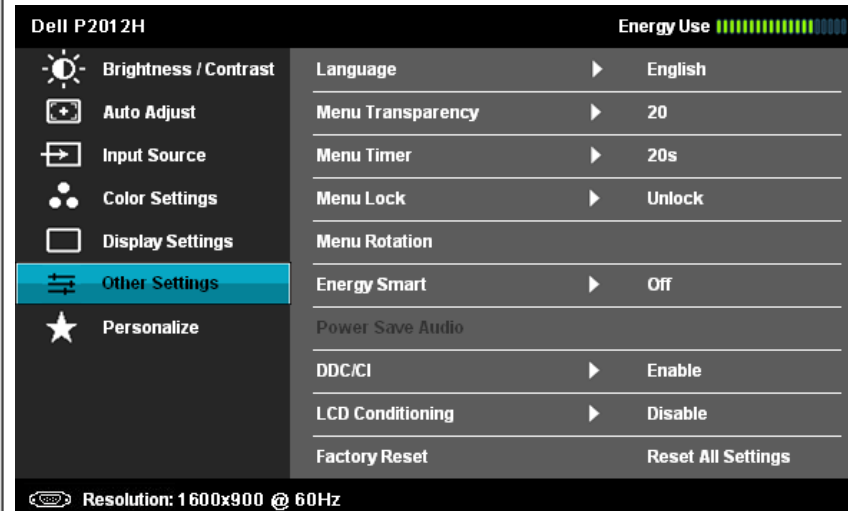 Dell P2012H Energy Use
Brightness / Contrast Language English
Auto Adjust Menu Transparency 20
Input Source Menu Timer 20s
Color Settings Menu Lock Unlock
Display Settings Menu Rotation
Other Settings Energy Smart Off
Personalize Power Save Audio
DDC/CI Enable
LCD Conditioning Disable
Factory Reset Reset All Settings
Resolution: 1600x900 @ 60Hz